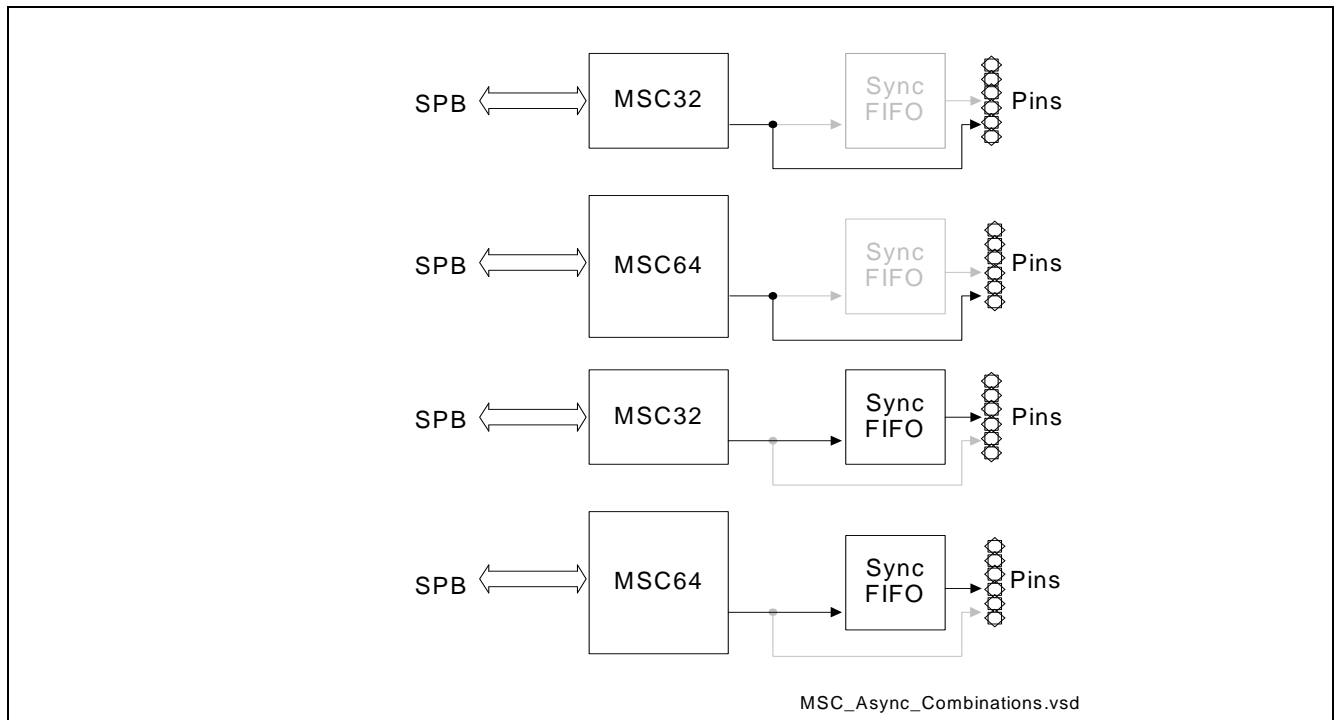 SPB
MSC32
Sync
FIFO
Pins
SPB
MSC64
Sync
FIFO
Pins
SPB
MSC32
Sync
FIFO
Pins
SPB
MSC64
Sync
FIFO
Pins
MSC_Async_Combinations.vsd